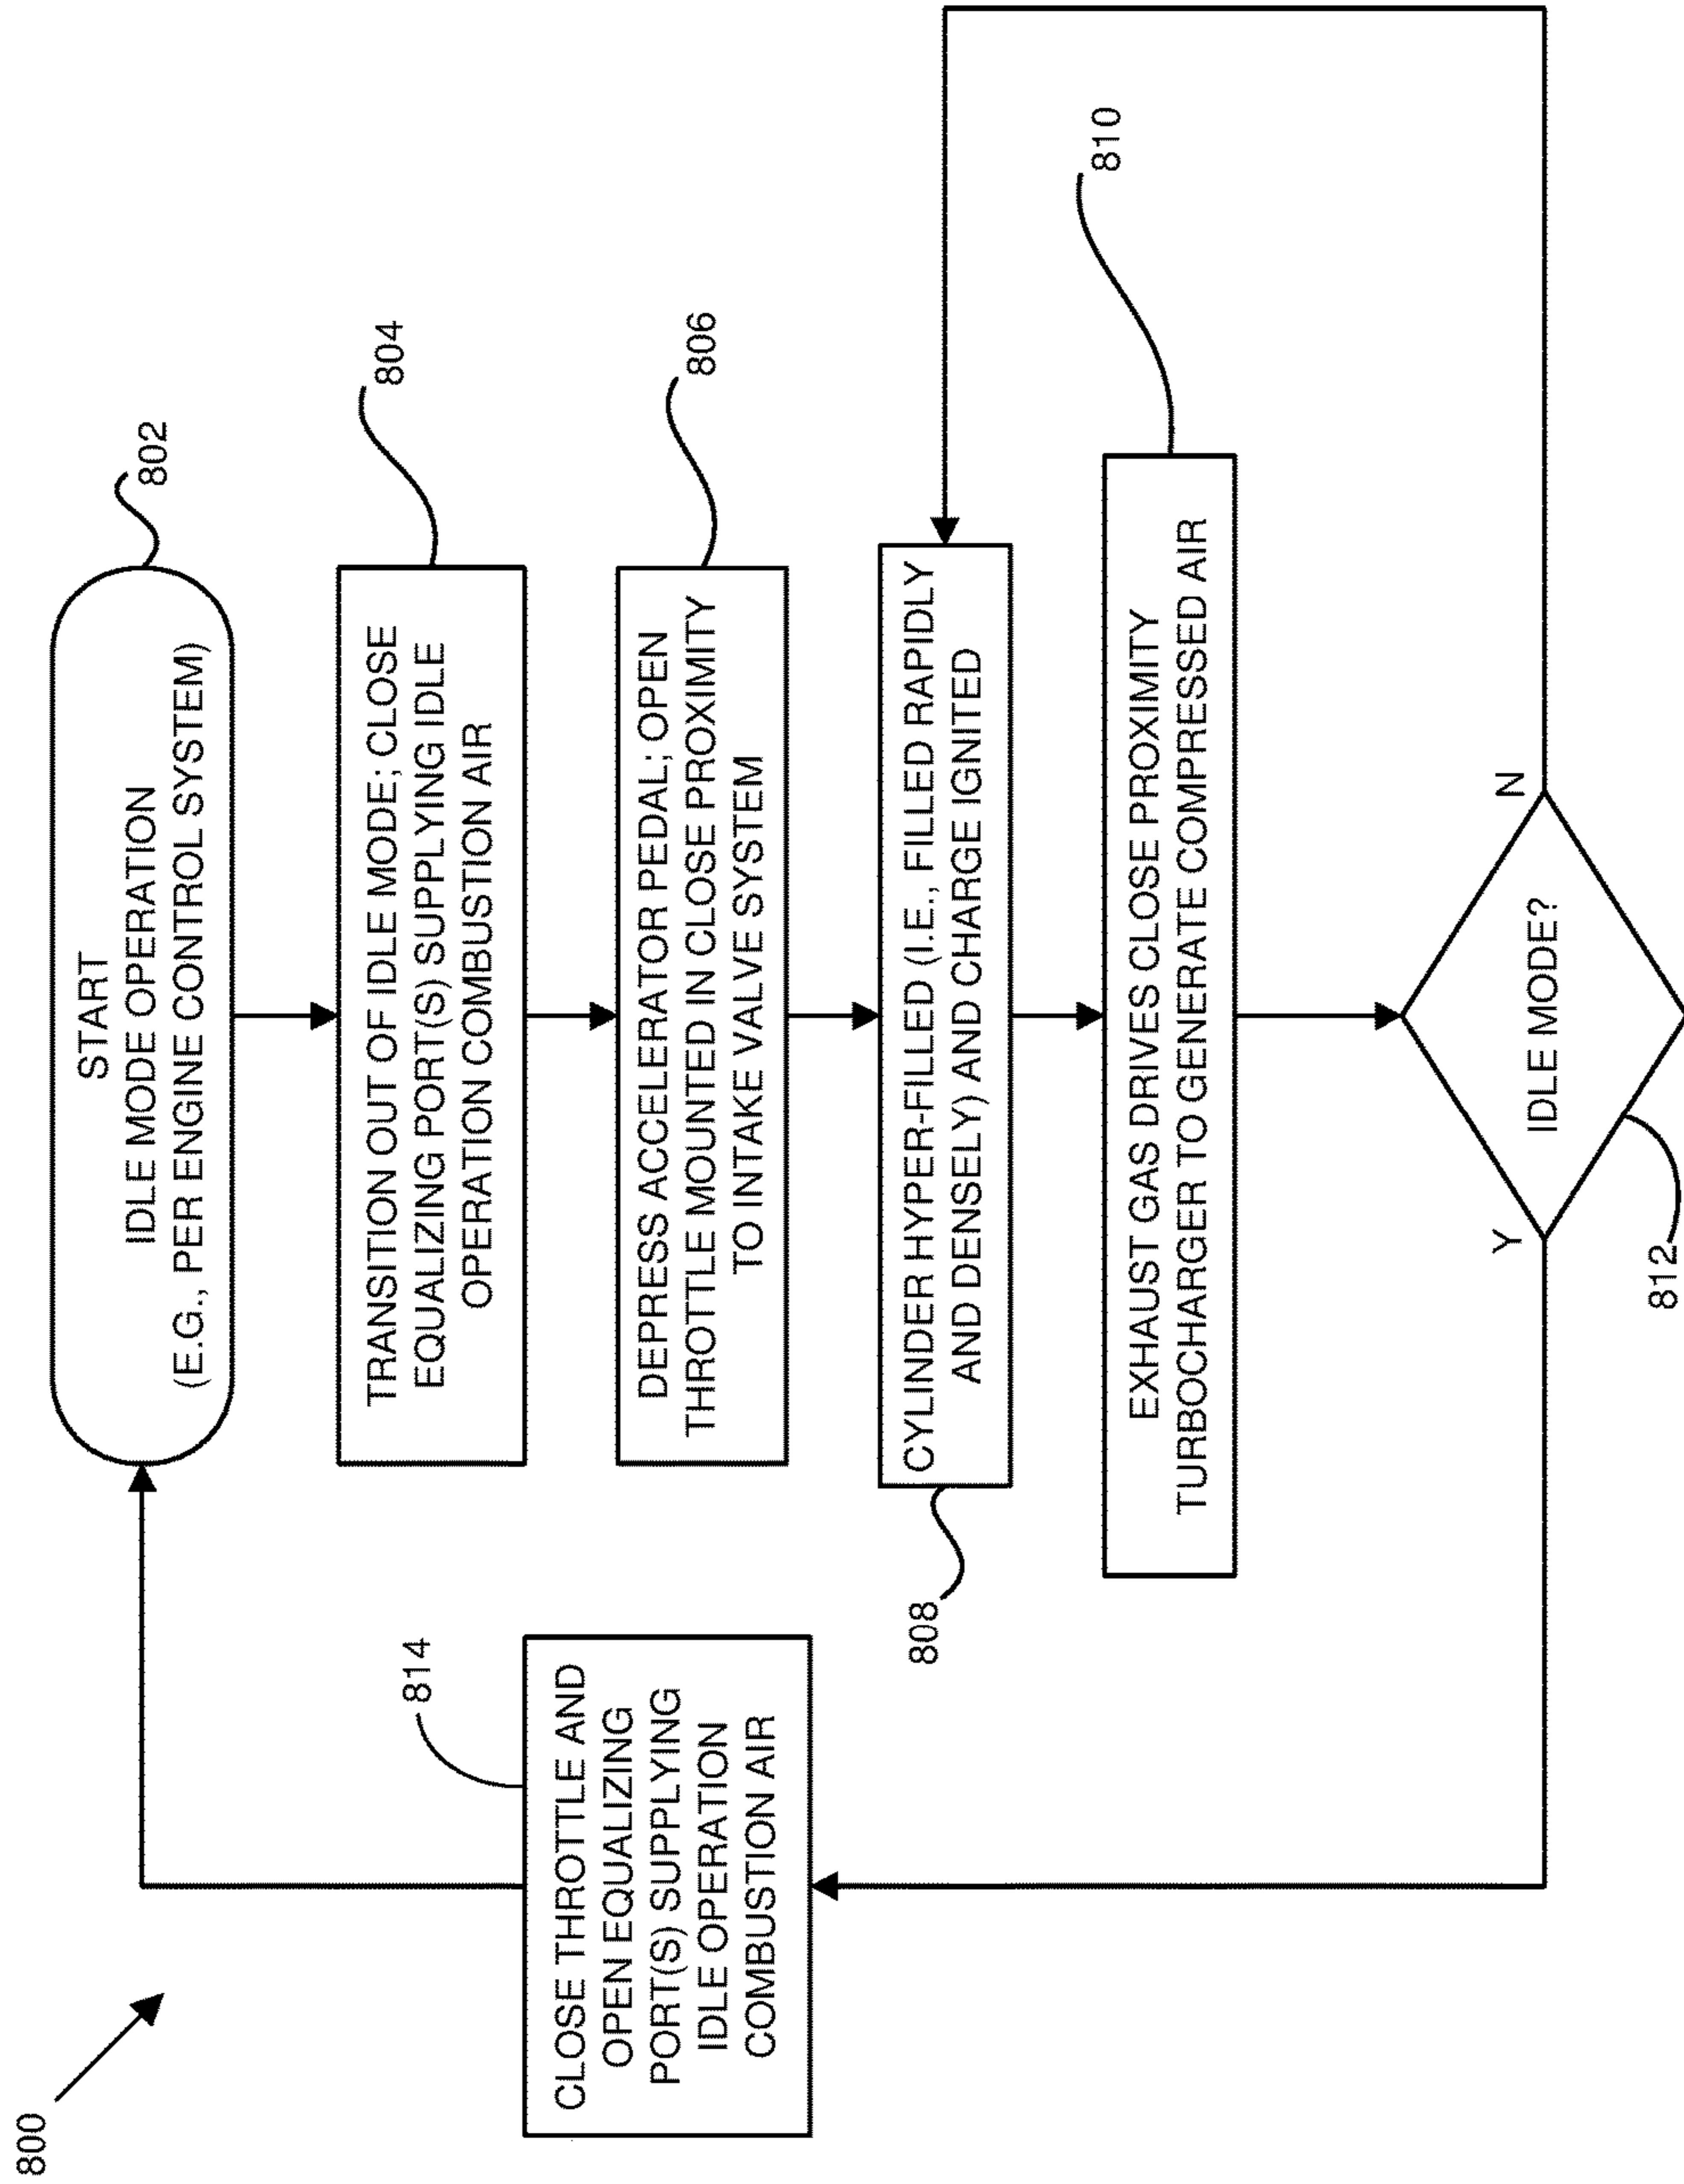 800
START
IDLE MODE OPERATION
(E.G., PER ENGINE CONTROL SYSTEM)
802
TRANSITION OUT OF IDLE MODE; CLOSE
EQUALIZING PORT(S) SUPPLYING IDLE
OPERATION COMBUSTION AIR
804
DEPRESS ACCELERATOR PEDAL; OPEN
THROTTLE MOUNTED IN CLOSE PROXIMITY
TO INTAKE VALVE SYSTEM
806
CYLINDER HYPER-FILLED (I.E., FILLED RAPIDLY
AND DENSELY) AND CHARGE IGNITED
808
EXHAUST GAS DRIVES CLOSE PROXIMITY
TURBOCHARGER TO GENERATE COMPRESSED AIR
810
IDLE MODE?
Y
N
812
CLOSE THROTTLE AND
OPEN EQUALIZING
PORT(S) SUPPLYING
IDLE OPERATION
COMBUSTION AIR
814